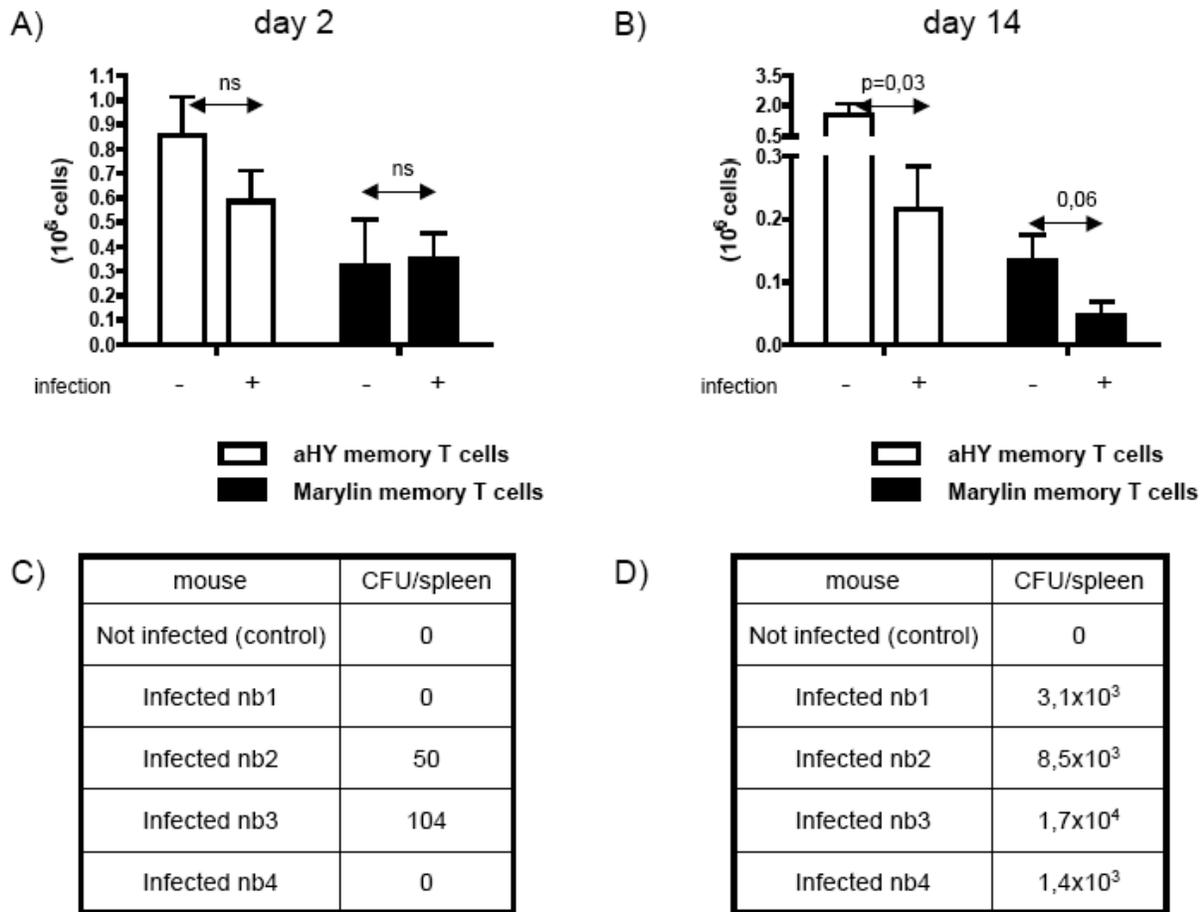 A) day 2
1.1
1.0
0.9
0.8
0.7
0.6
0.5
0.4
0.3
0.2
0.1
0.0
(10⁶ cells)
ns
ns
infection - + - +
aHY memory T cells
Marylin memory T cells
B) day 14
3.5
2.0
0.5
0.3
0.2
0.1
0.0
(10⁶ cells)
p=0,03
0,06
infection - + - +
aHY memory T cells
Marylin memory T cells
C)
mouse CFU/spleen
Not infected (control) 0
Infected nb1 0
Infected nb2 50
Infected nb3 104
Infected nb4 0
D)
mouse CFU/spleen
Not infected (control) 0
Infected nb1 3,1x10³
Infected nb2 8,5x10³
Infected nb3 1,7x10⁴
Infected nb4 1,4x10³